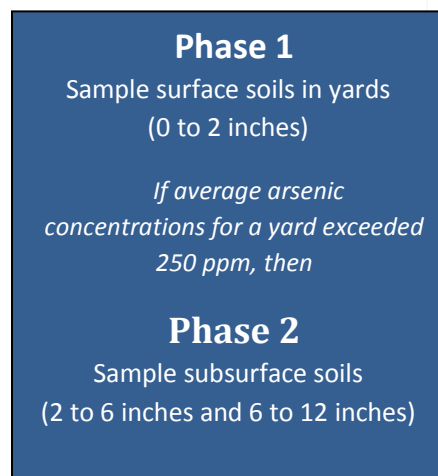 Phase 1
Sample surface soils in yards
(0 to 2 inches)
If average arsenic
concentrations for a yard exceeded
250 ppm, then
Phase 2
Sample subsurface soils
(2 to 6 inches and 6 to 12 inches)